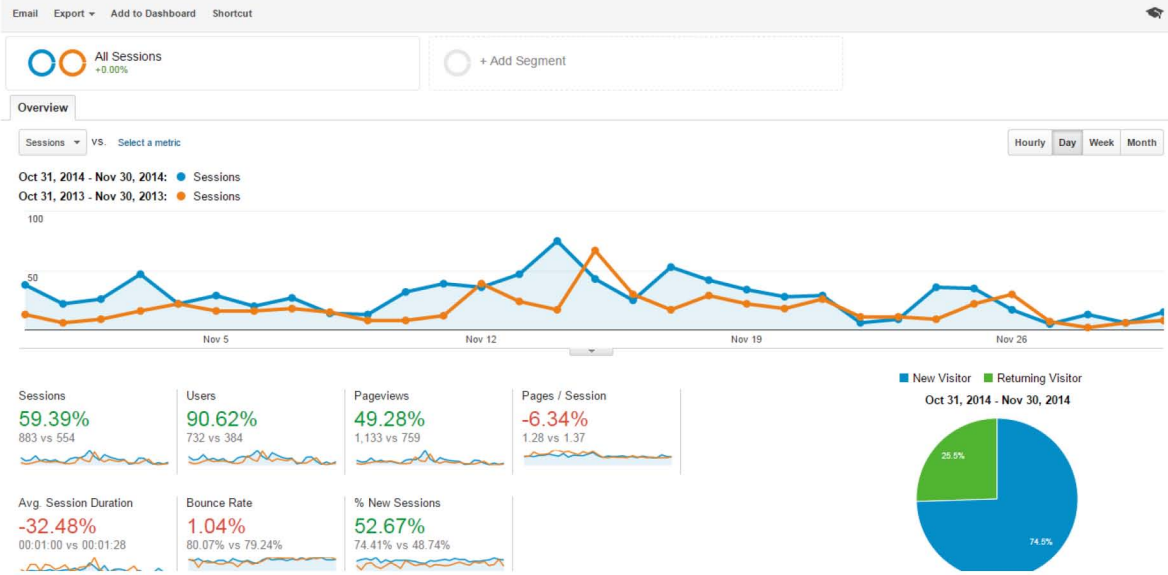 Email Export Add to Dashboard Shortcut
All Sessions
+0.00%
+ Add Segment
Overview
Sessions VS. Select a metric
Hourly Day Week Month
Oct 31, 2014 - Nov 30, 2014: Sessions
Oct 31, 2013 - Nov 30, 2013: Sessions
100
50
Nov 5 Nov 12 Nov 19 Nov 26
Sessions
59.39%
883 vs 554
Users
90.62%
732 vs 384
Pageviews
49.28%
1,133 vs 759
Pages / Session
-6.34%
1.28 vs 1.37
Avg. Session Duration
-32.48%
00:01:00 vs 00:01:28
Bounce Rate
1.04%
80.07% vs 79.24%
% New Sessions
52.67%
74.41% vs 48.74%
New Visitor Returning Visitor
Oct 31, 2014 - Nov 30, 2014
25.5%
74.5%